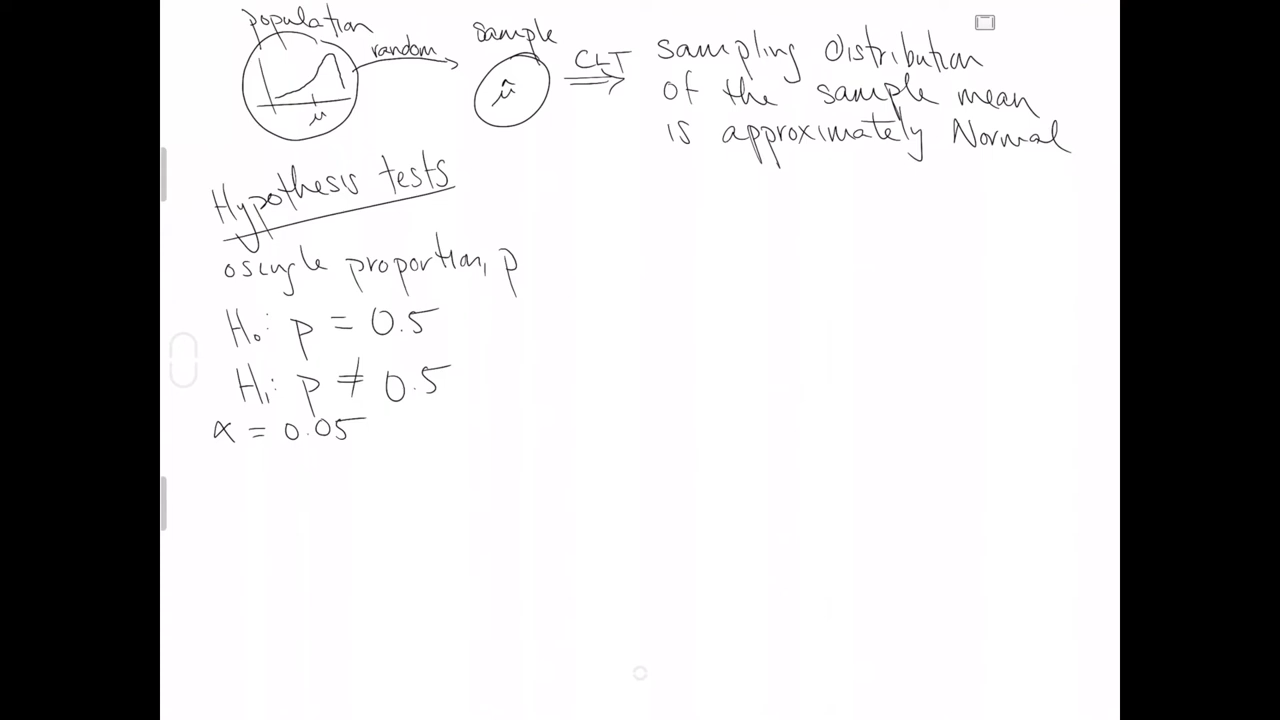 population
random
sample
μ
μ̂
CLT
sampling distribution
of the sample mean
is approximately Normal
Hypothesis tests
o single proportion, p
H₀: p = 0.5
H₁: p ≠ 0.5
α = 0.05